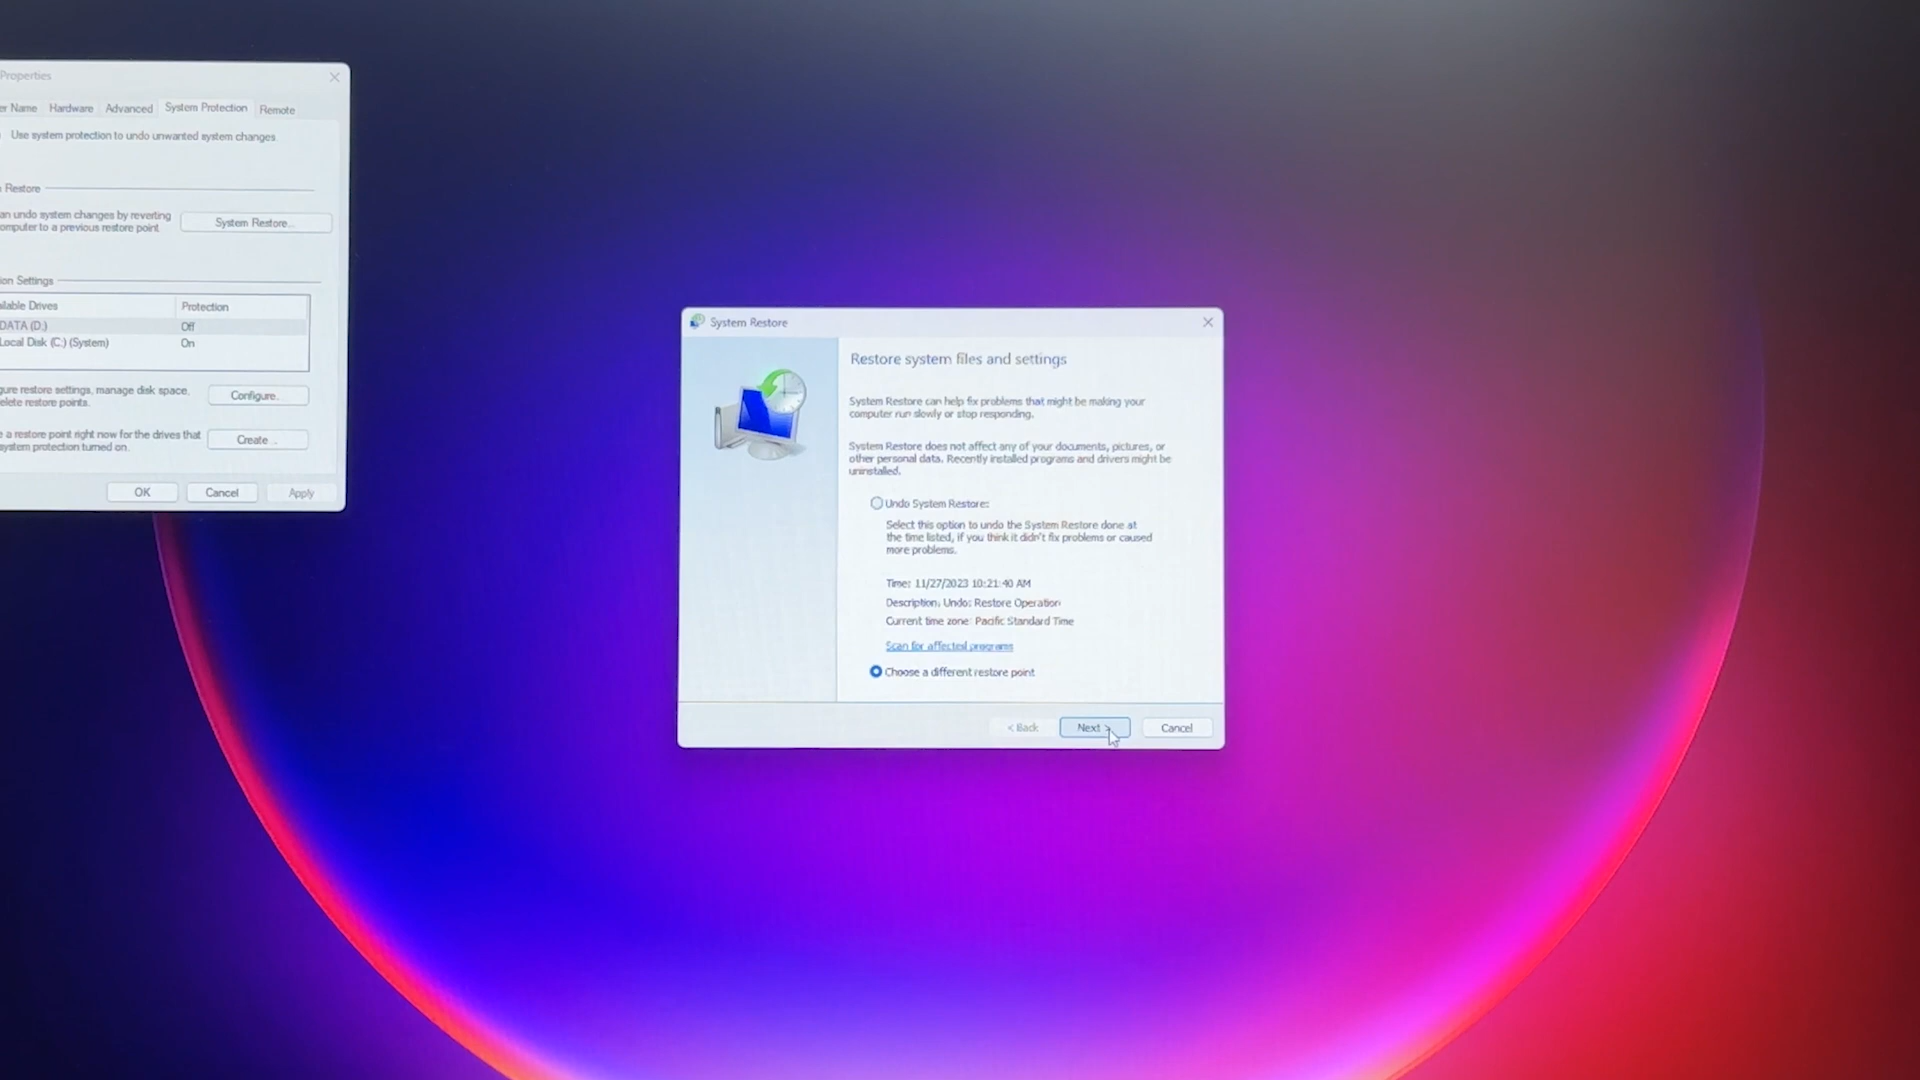 Properties
er Name Hardware Advanced System Protection Remote
Use system protection to undo unwanted system changes.
Restore
an undo system changes by reverting
omputer to a previous restore point
System Restore...
ion Settings
ilable Drives Protection
DATA (D:) Off
Local Disk (C:) (System) On
gure restore settings, manage disk space,
elete restore points.
Configure...
e a restore point right now for the drives that
system protection turned on.
Create...
OK Cancel Apply
System Restore
Restore system files and settings
System Restore can help fix problems that might be making your
computer run slowly or stop responding.
System Restore does not affect any of your documents, pictures, or
other personal data. Recently installed programs and drivers might be
uninstalled.
Undo System Restore:
Select this option to undo the System Restore done at
the time listed, if you think it didn't fix problems or caused
more problems.
Time: 11/27/2023 10:21:40 AM
Description: Undo: Restore Operation
Current time zone: Pacific Standard Time
Scan for affected programs
Choose a different restore point
< Back Next > Cancel